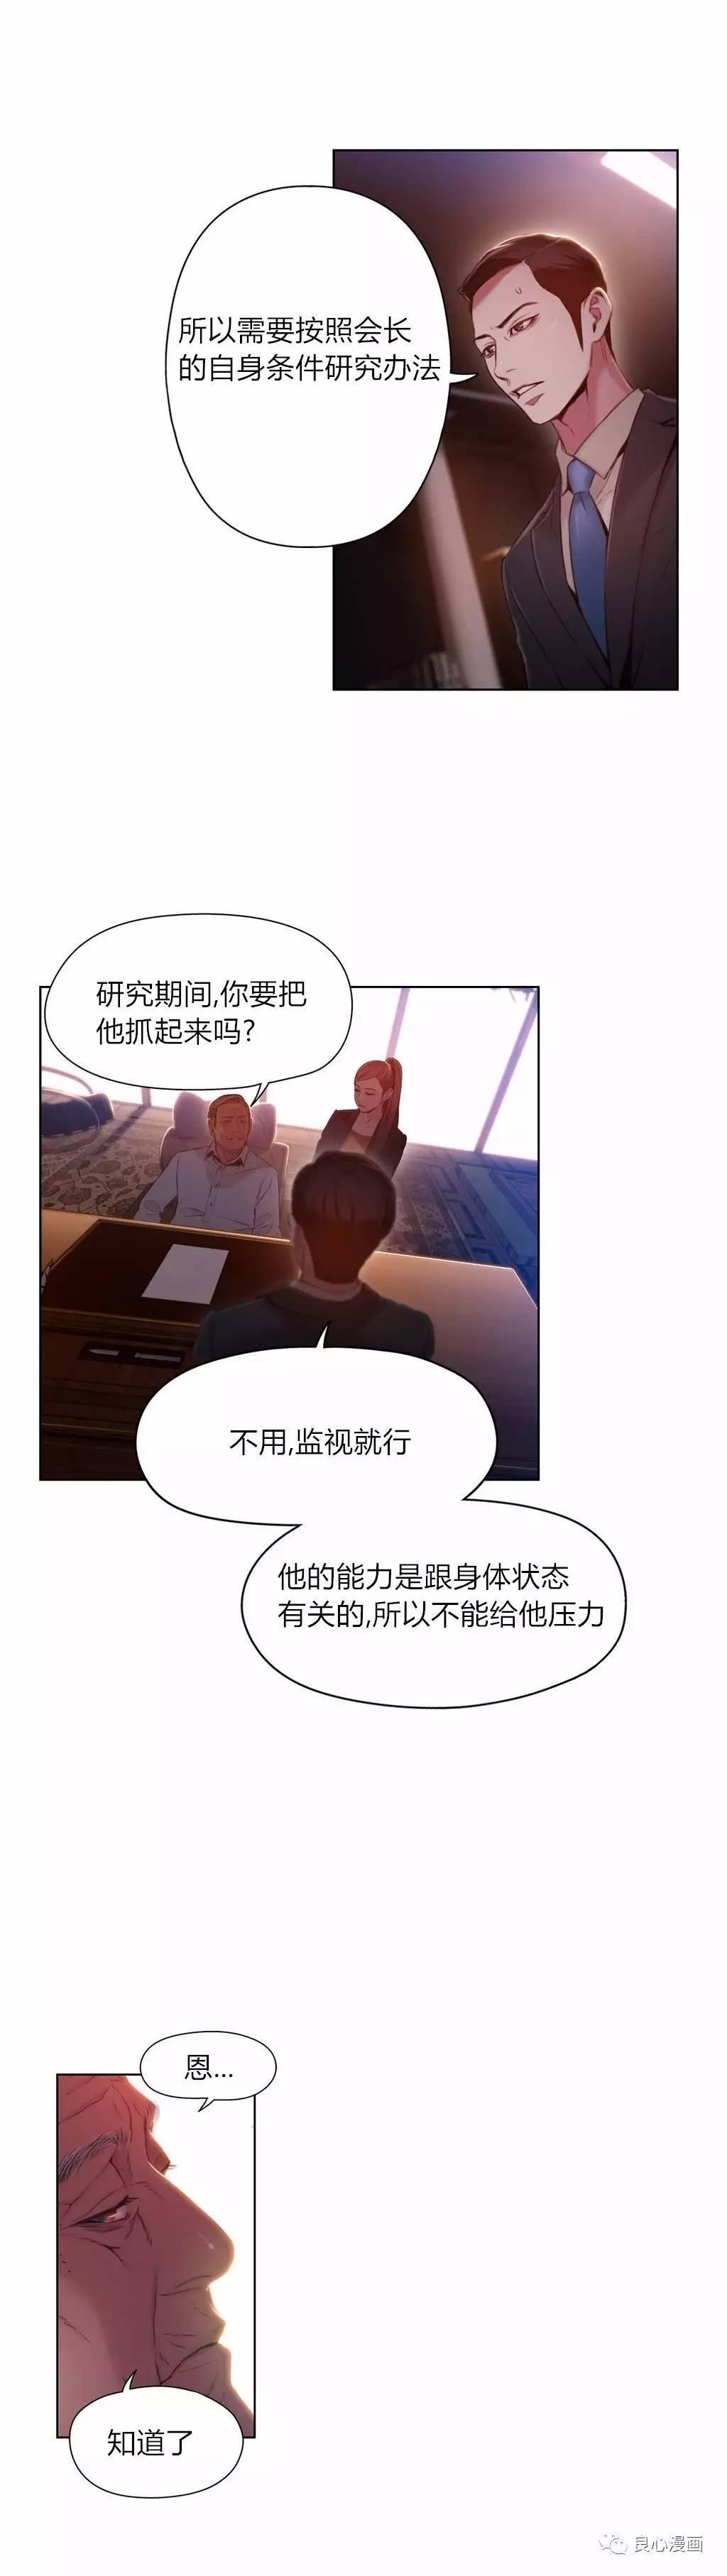 所以需要按照会长
的自身条件研究办法
研究期间,你要把
他抓起来吗?
不用,监视就行
他的能力是跟身体状态
有关的,所以不能给他压力
恩...
知道了
良心漫画